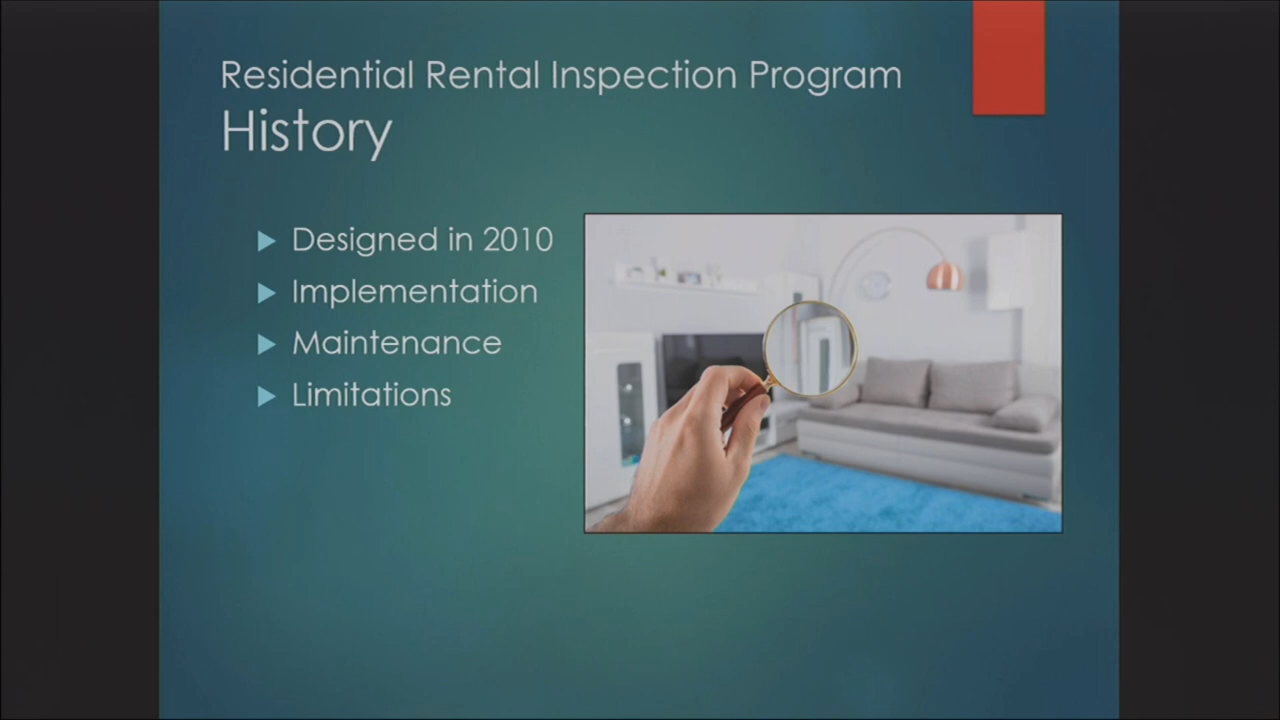 Residential Rental Inspection Program
History
Designed in 2010
Implementation
Maintenance
Limitations